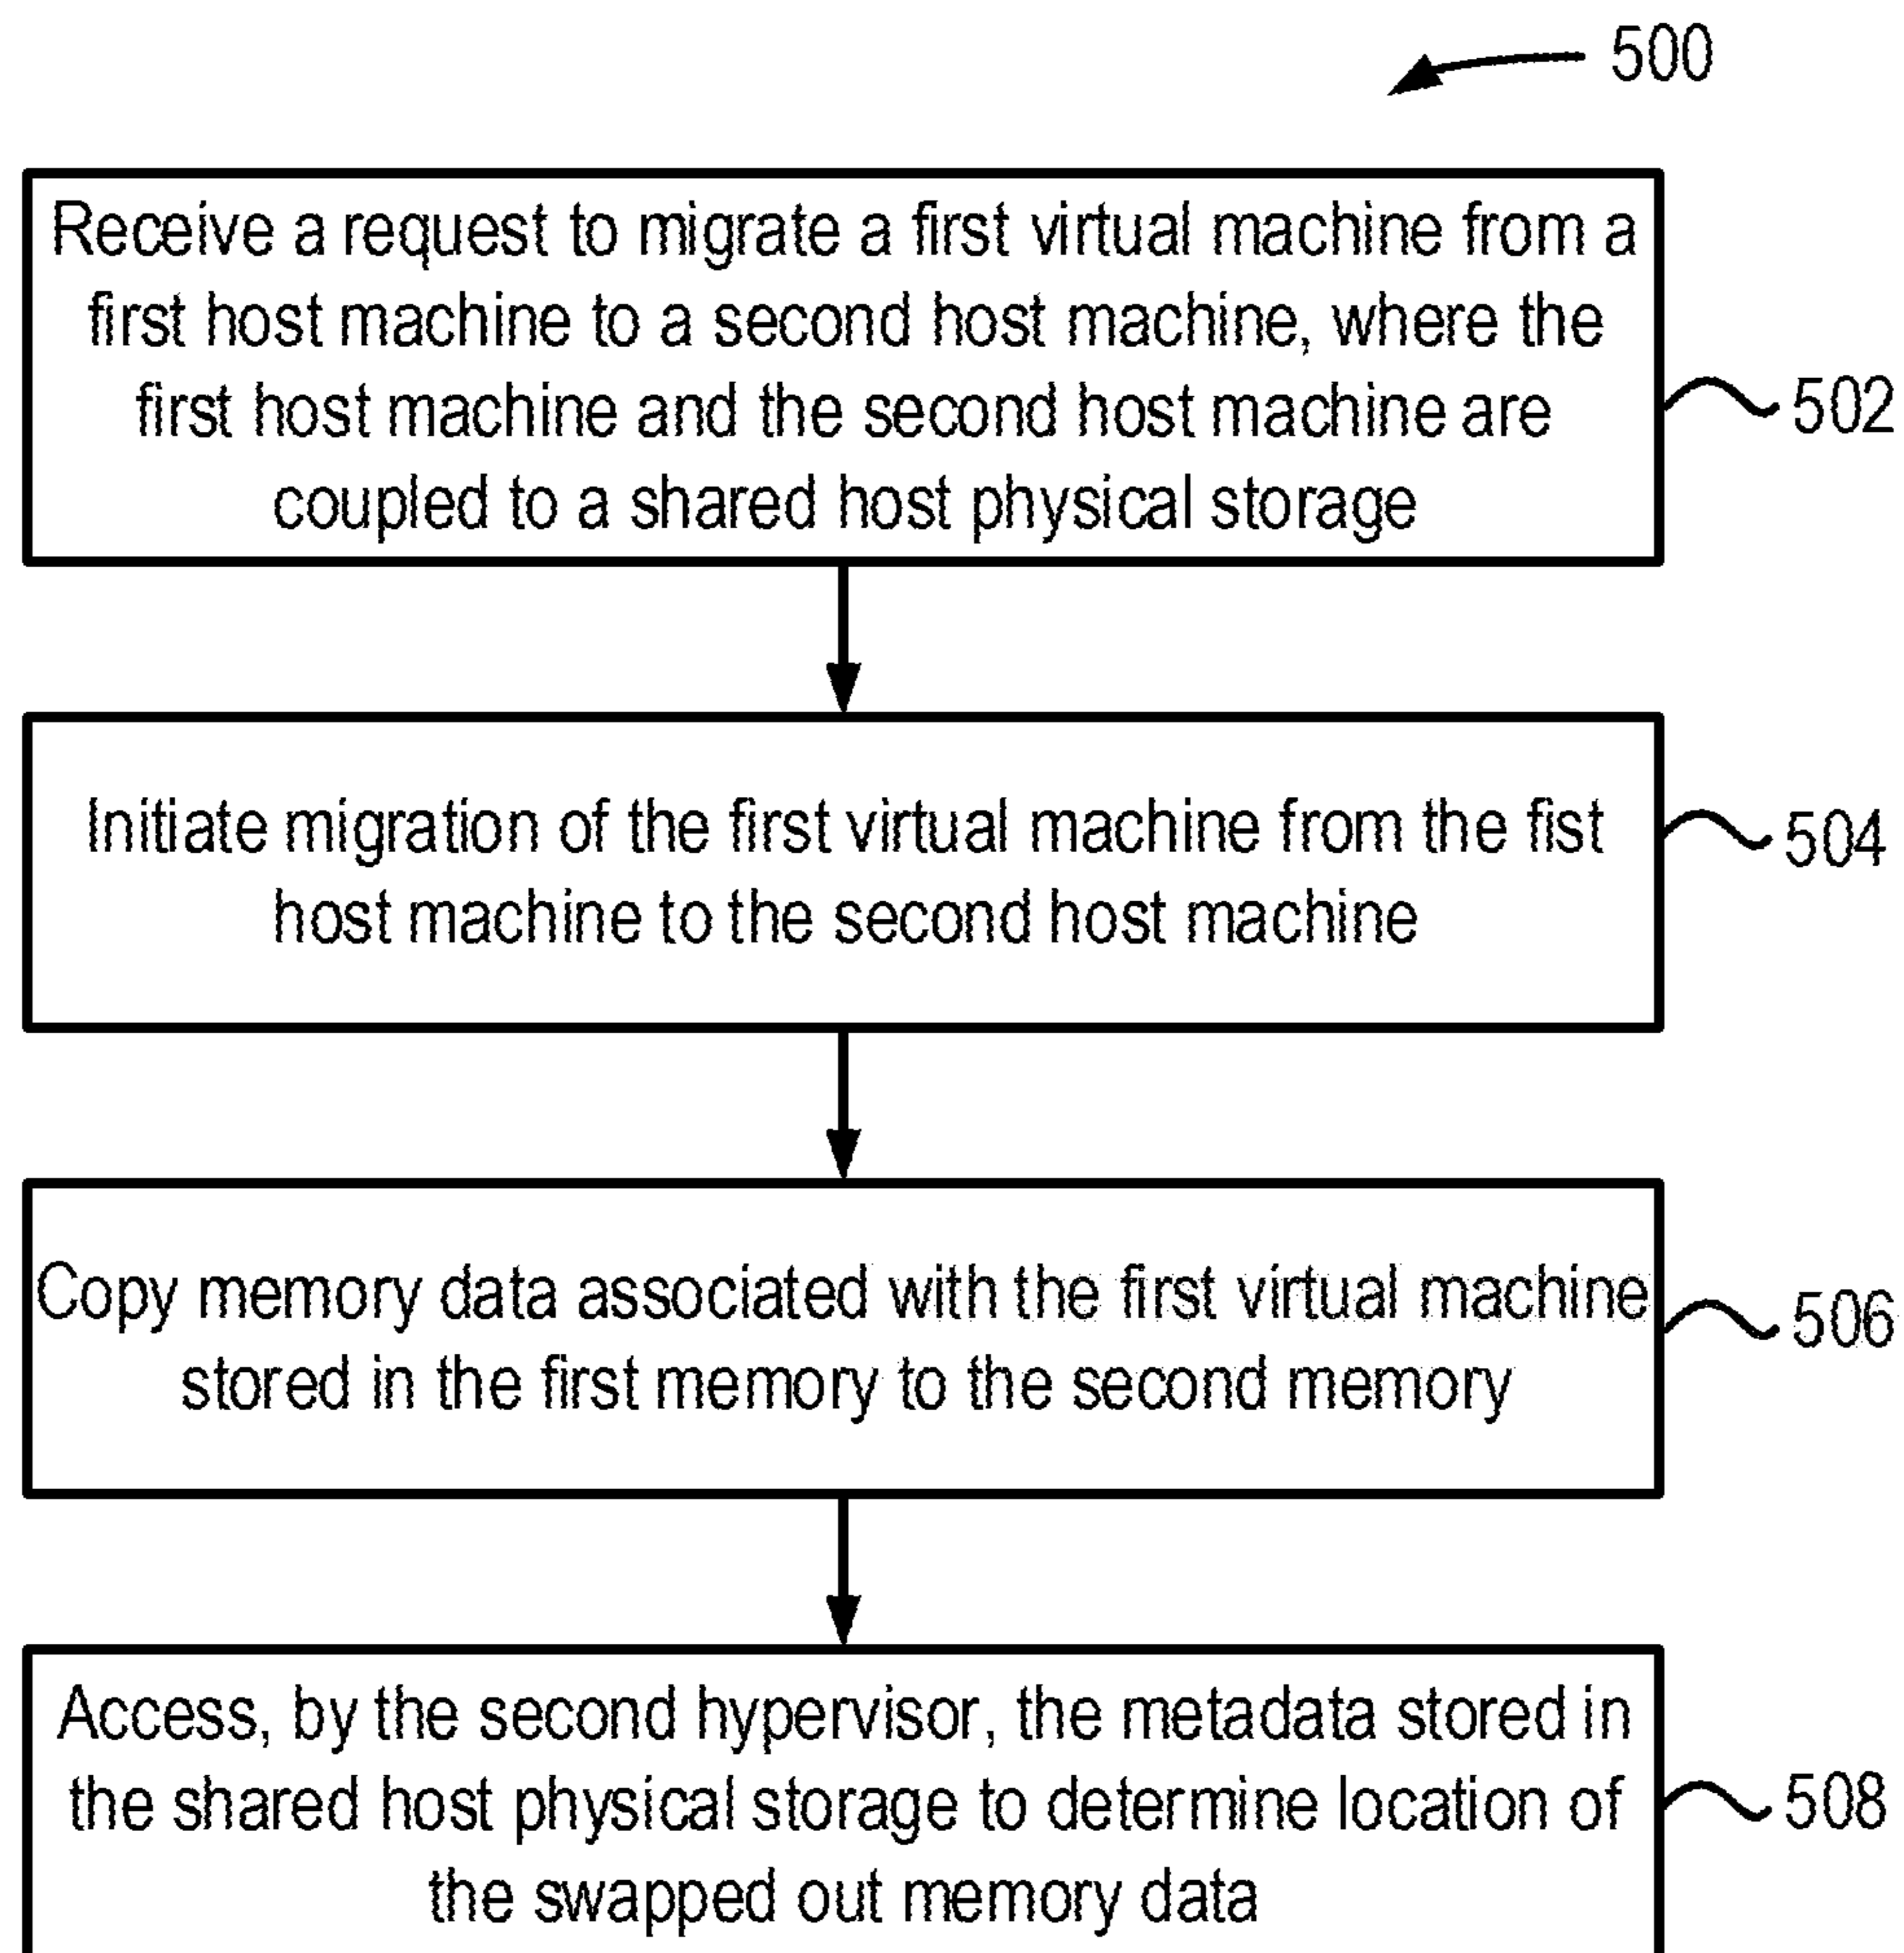 500
Receive a request to migrate a first virtual machine from a
first host machine to a second host machine, where the
first host machine and the second host machine are
coupled to a shared host physical storage
502
Initiate migration of the first virtual machine from the fist
host machine to the second host machine
504
Copy memory data associated with the first virtual machine
stored in the first memory to the second memory
506
Access, by the second hypervisor, the metadata stored in
the shared host physical storage to determine location of
the swapped out memory data
508